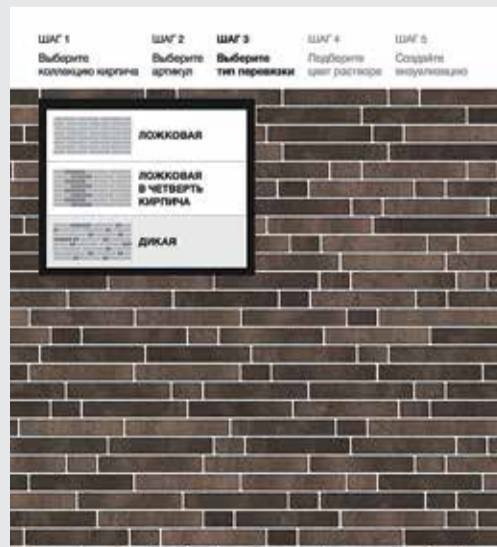 ШАГ 1
Выберите
коллекцию кирпича
ШАГ 2
Выберите
артикул
ШАГ 3
Выберите
тип перевязки
ШАГ 4
Подберите
цвет раствора
ШАГ 5
Создайте
визуализацию
ЛОЖКОВАЯ
ЛОЖКОВАЯ
В ЧЕТВЕРТЬ
КИРПИЧА
ДИКАЯ